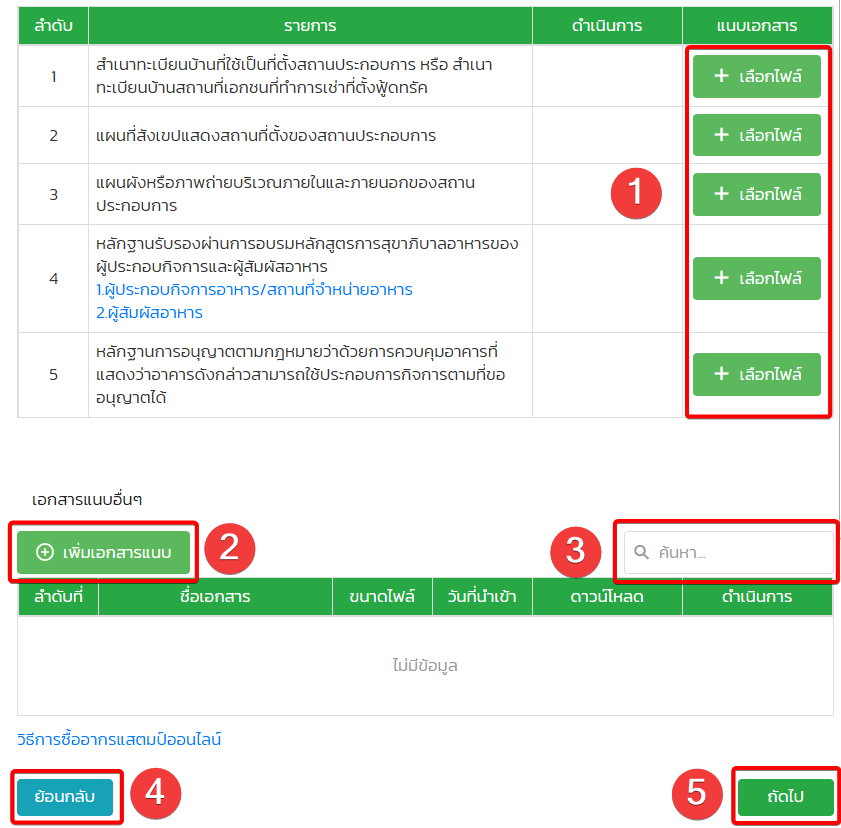 ลำดับ รายการ ดำเนินการ แนบเอกสาร
1 สำเนาทะเบียนบ้านที่ใช้เป็นที่ตั้งสถานประกอบการ หรือ สำเนา
ทะเบียนบ้านสถานที่เอกชนที่ทำการเช่าที่ตั้งฟู้ดทรัค
+ เลือกไฟล์
2 แผนที่สังเขปแสดงสถานที่ตั้งของสถานประกอบการ + เลือกไฟล์
3 แผนผังหรือภาพถ่ายบริเวณภายในและภายนอกของสถาน
ประกอบการ
+ เลือกไฟล์
1
4 หลักฐานรับรองผ่านการอบรมหลักสูตรการสุขาภิบาลอาหารของ
ผู้ประกอบกิจการและผู้สัมผัสอาหาร
1.ผู้ประกอบกิจการอาหาร/สถานที่จำหน่ายอาหาร
2.ผู้สัมผัสอาหาร
+ เลือกไฟล์
5 หลักฐานการอนุญาตตามกฎหมายว่าด้วยการควบคุมอาคารที่
แสดงว่าอาคารดังกล่าวสามารถใช้ประกอบการกิจการตามที่ขอ
อนุญาตได้
+ เลือกไฟล์
เอกสารแนบอื่นๆ
เพิ่มเอกสารแนบ 2 3 ค้นหา...
ลำดับที่ ชื่อเอกสาร ขนาดไฟล์ วันที่นำเข้า ดาวน์โหลด ดำเนินการ
ไม่มีข้อมูล
วิธีการซื้ออากรแสตมป์ออนไลน์
ย้อนกลับ 4 5 ถัดไป